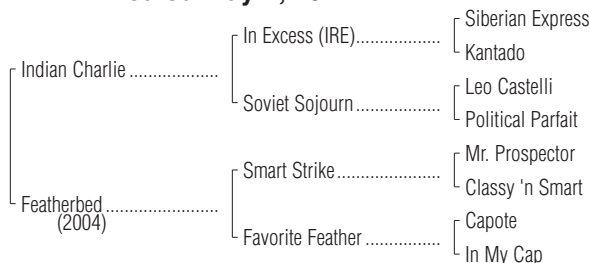 Siberian Express
In Excess (IRE)....................
Kantado
Indian Charlie .....................
Leo Castelli
Soviet Sojourn ....................
Political Parfait
Mr. Prospector
Smart Strike.........................
Classy 'n Smart
Featherbed ..........................
(2004)
Capote
Favorite Feather ..................
In My Cap